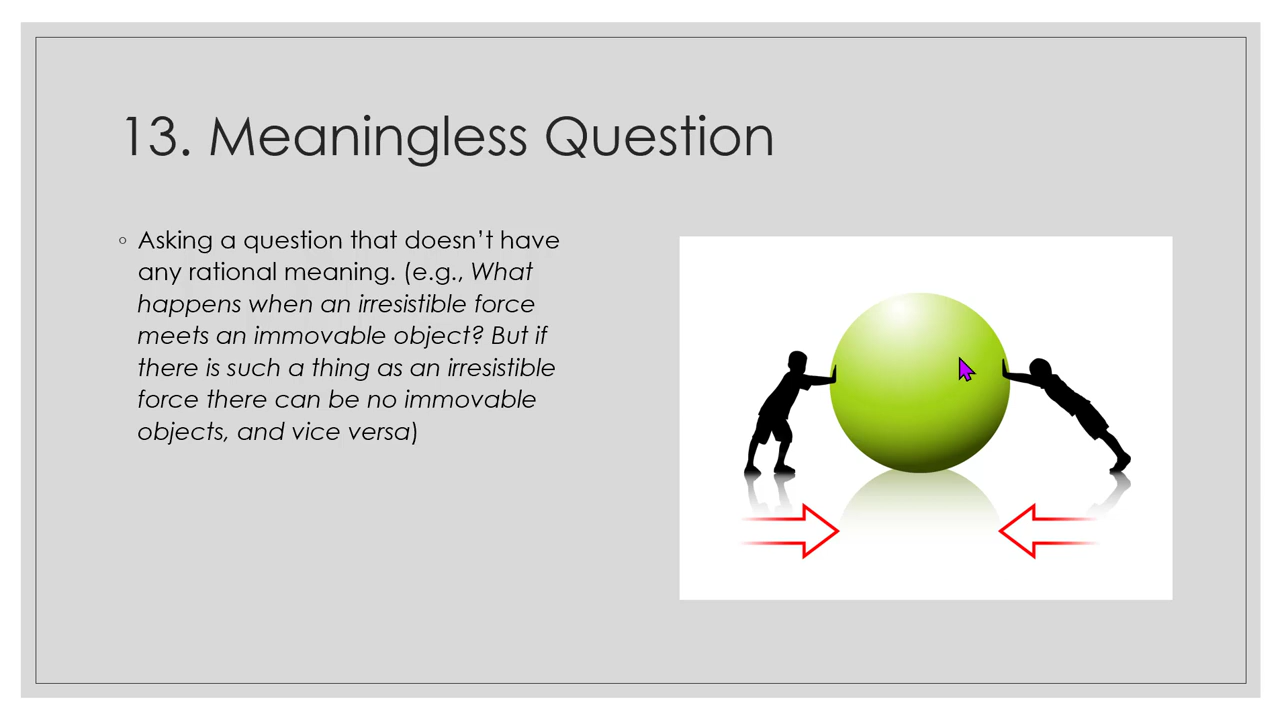 13. Meaningless Question
◦ Asking a question that doesn’t have
any rational meaning. (e.g., What
happens when an irresistible force
meets an immovable object? But if
there is such a thing as an irresistible
force there can be no immovable
objects, and vice versa)